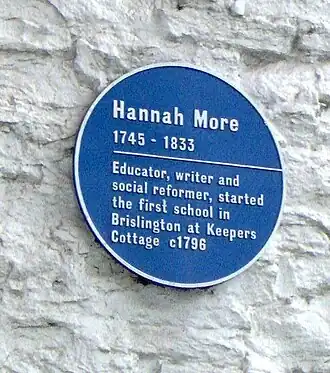 Hannah More
1745 - 1833
Educator, writer and
social reformer, started
the first school in
Brislington at Keepers
Cottage c1796